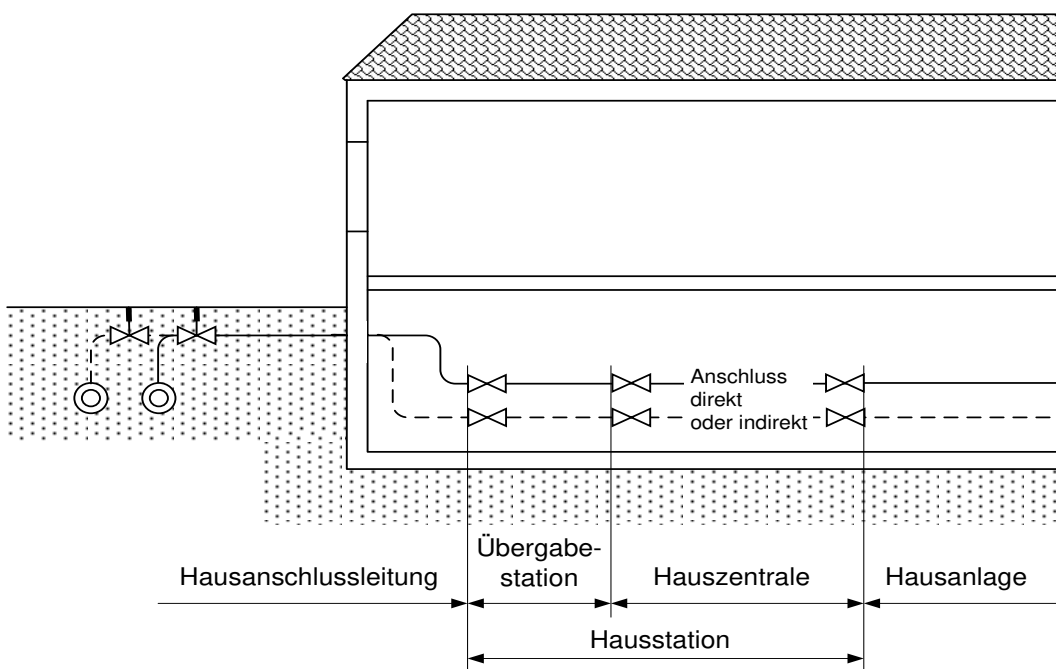 Anschluss
direkt
oder indirekt
Übergabe-
station
Hausanschlussleitung
Hauszentrale
Hausanlage
Hausstation